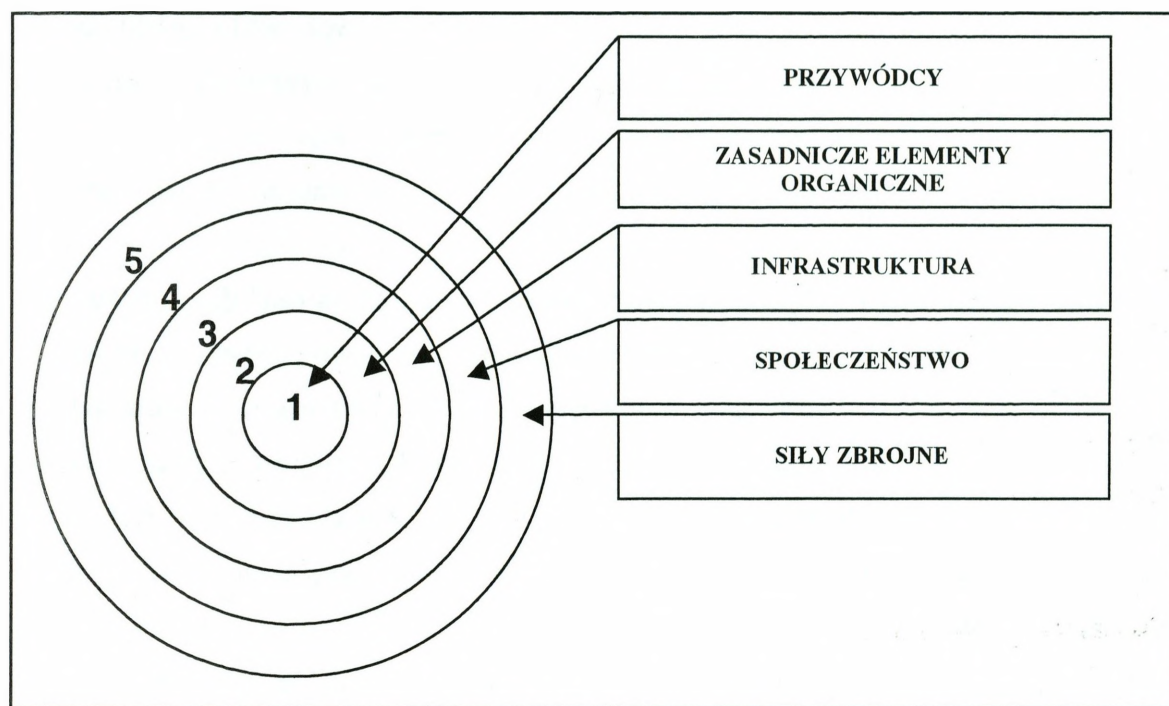 PRZYWÓDCY
ZASADNICZE ELEMENTY
ORGANICZNE
INFRASTRUKTURA
SPOŁECZEŃSTWO
SIŁY ZBROJNE
5
4
3
2
1